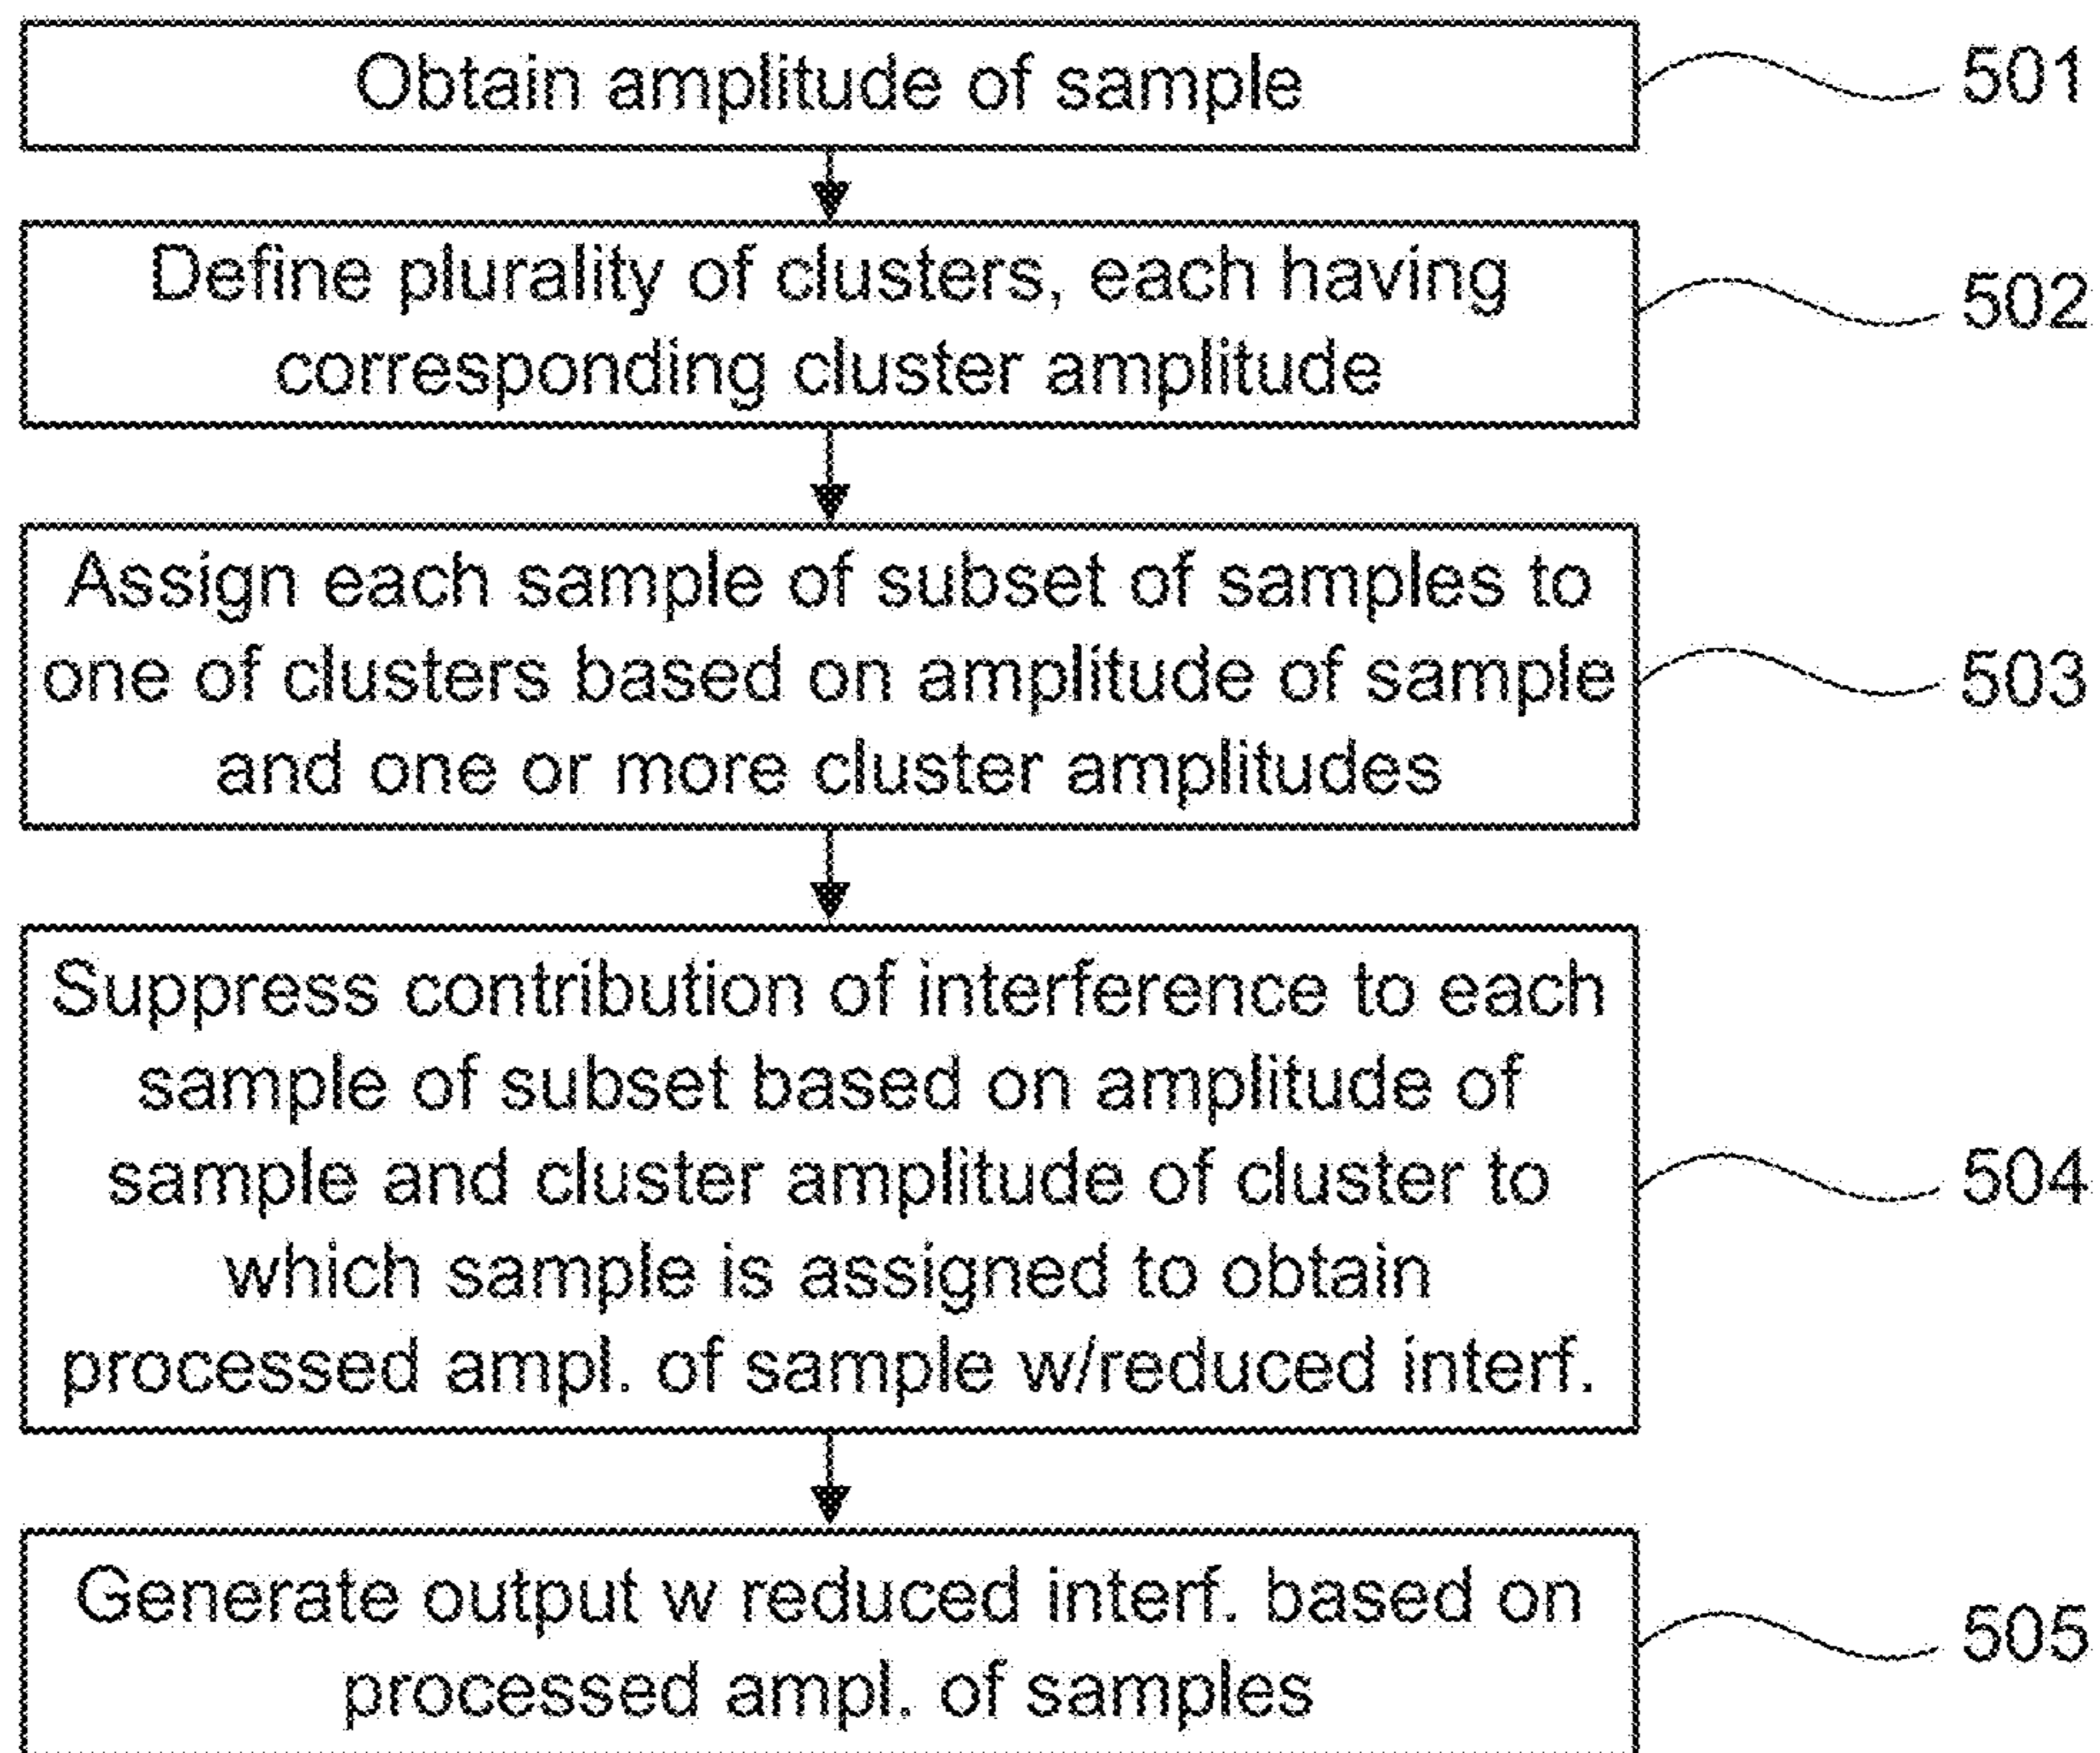 Obtain amplitude of sample
501
Define plurality of clusters, each having
corresponding cluster amplitude
502
Assign each sample of subset of samples to
one of clusters based on amplitude of sample
and one or more cluster amplitudes
503
Suppress contribution of interference to each
sample of subset based on amplitude of
sample and cluster amplitude of cluster to
which sample is assigned to obtain
processed ampl. of sample w/reduced interf.
504
Generate output w reduced interf. based on
processed ampl. of samples
505